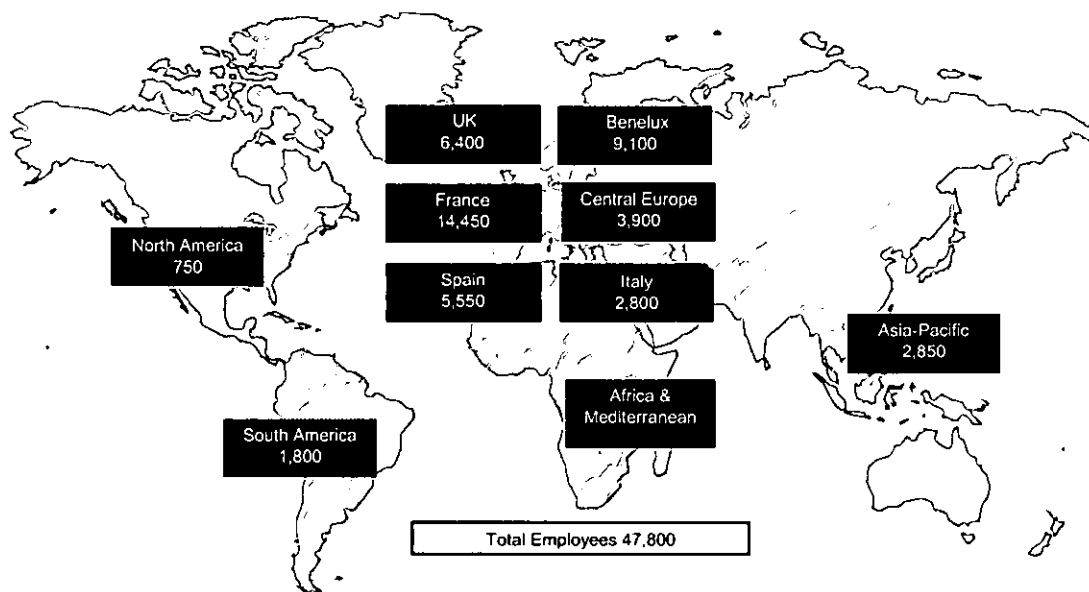 UK
6,400
Benelux
9,100
France
14,450
Central Europe
3,900
North America
750
Spain
5,550
Italy
2,800
Asia-Pacific
2,850
Africa &
Mediterranean
South America
1,800
Total Employees 47,800